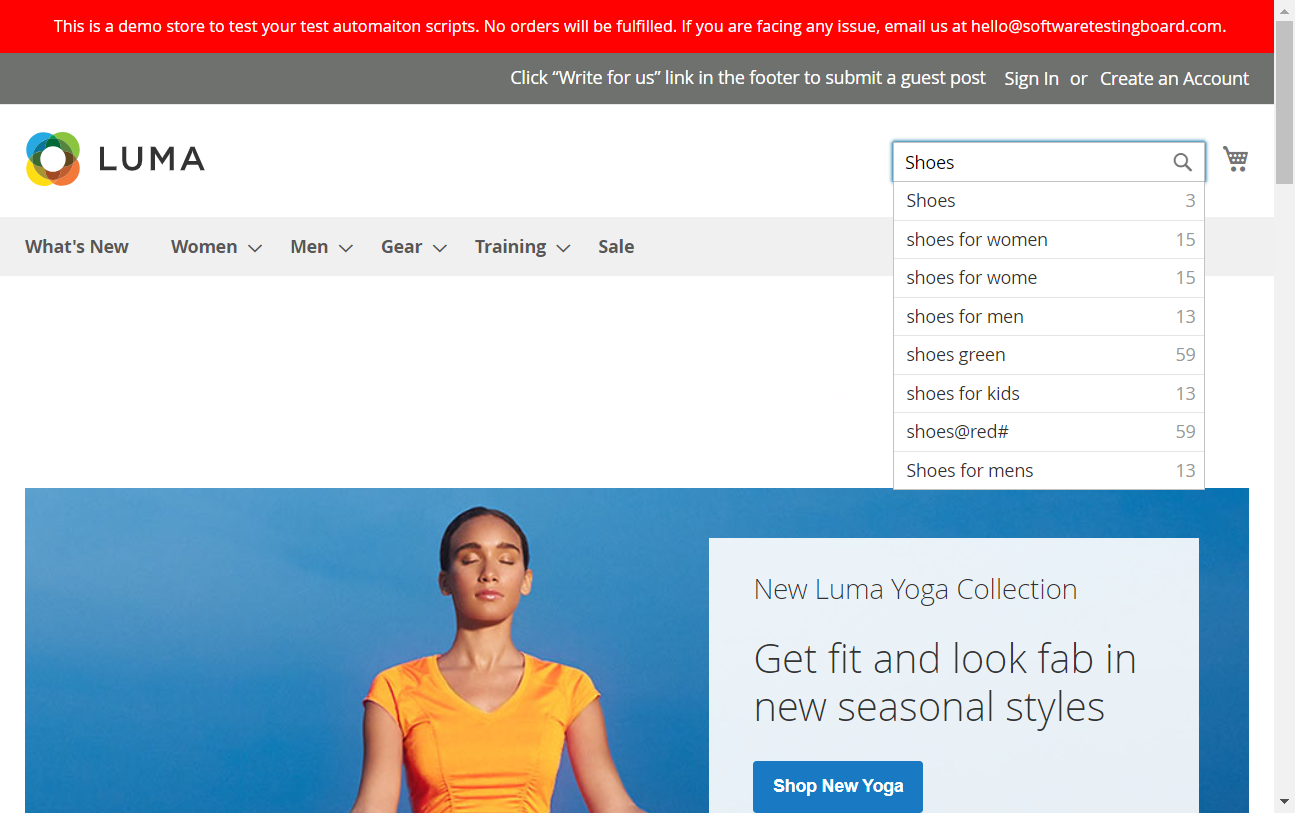 This is a demo store to test your test automaiton scripts. No orders will be fulfilled. If you are facing any issue, email us at hello@softwaretestingboard.com.
Click “Write for us” link in the footer to submit a guest post Sign In or Create an Account
LUMA
Shoes
What's New Women Men Gear Training Sale
Shoes 3
shoes for women 15
shoes for wome 15
shoes for men 13
shoes green 59
shoes for kids 13
shoes@red# 59
Shoes for mens 13
New Luma Yoga Collection
Get fit and look fab in
new seasonal styles
Shop New Yoga